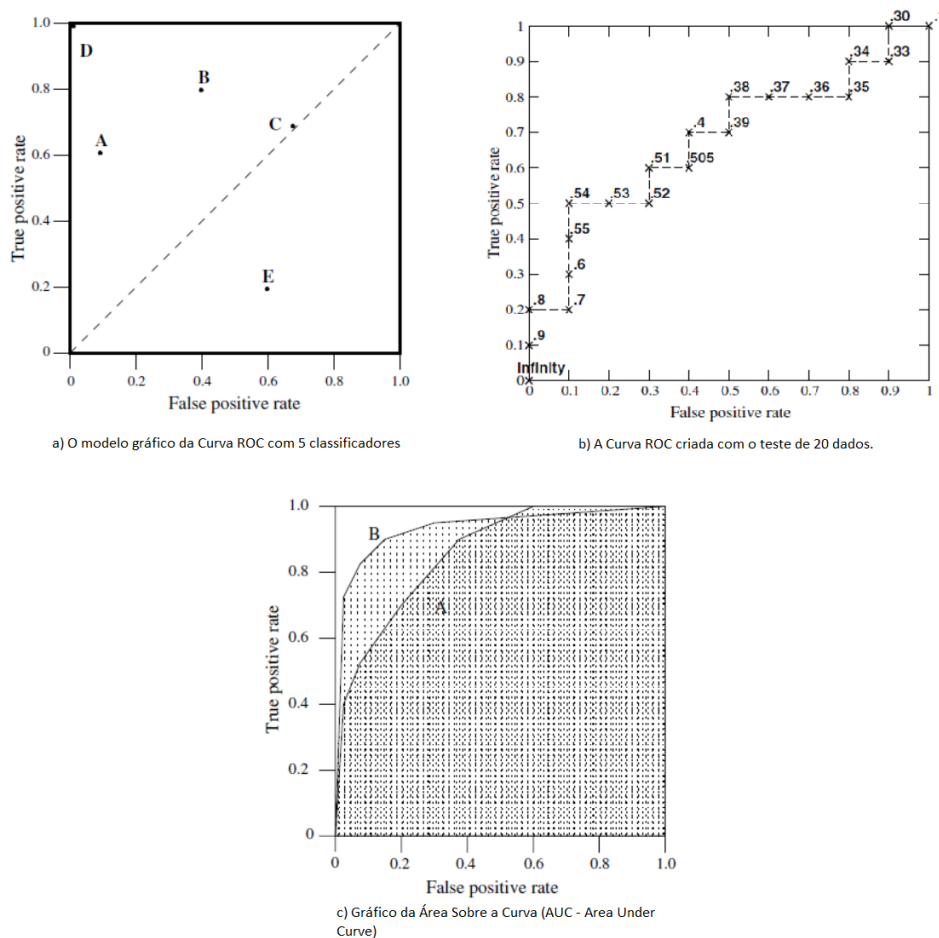 1.0
D
B
0.8
C
A
0.6
0.4
E
0.2
0
0 0.2 0.4 0.6 0.8 1.0
True positive rate
False positive rate
a) O modelo gráfico da Curva ROC com 5 classificadores
.30
1
.34 .33
0.9
.38 .37 .36 .35
0.8
.4 .39
0.7
.51 .505
0.6
.54 .53 .52
0.5
.55
0.4
.6
0.3
.8 .7
0.2
.9
0.1
Infinity
0
0 0.1 0.2 0.3 0.4 0.5 0.6 0.7 0.8 0.9 1
True positive rate
False positive rate
b) A Curva ROC criada com o teste de 20 dados.
1.0
B
0.8
A
0.6
0.4
0.2
0
0 0.2 0.4 0.6 0.8 1.0
True positive rate
False positive rate
c) Gráfico da Área Sobre a Curva (AUC - Area Under
Curve)